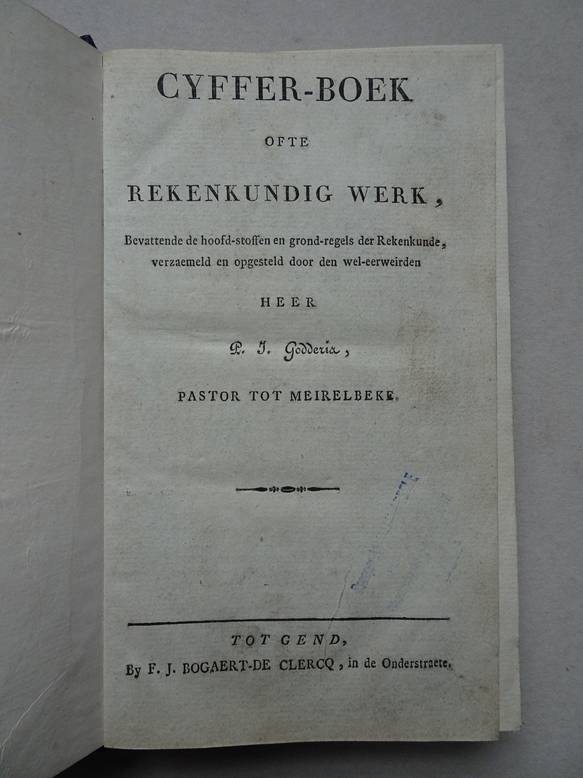 CYFFER-BOEK
OFTE
REKENKUNDIG WERK,
Bevattende de hoofd-stoffen en grond-regels der Rekenkunde,
verzaemeld en opgesteld door den wel-eerweirden
HEER
P. J. Godderis,
PASTOR TOT MEIRELBEKE.
TOT GEND,
By F. J. BOGAERT-DE CLERCQ, in de Onderstraete.